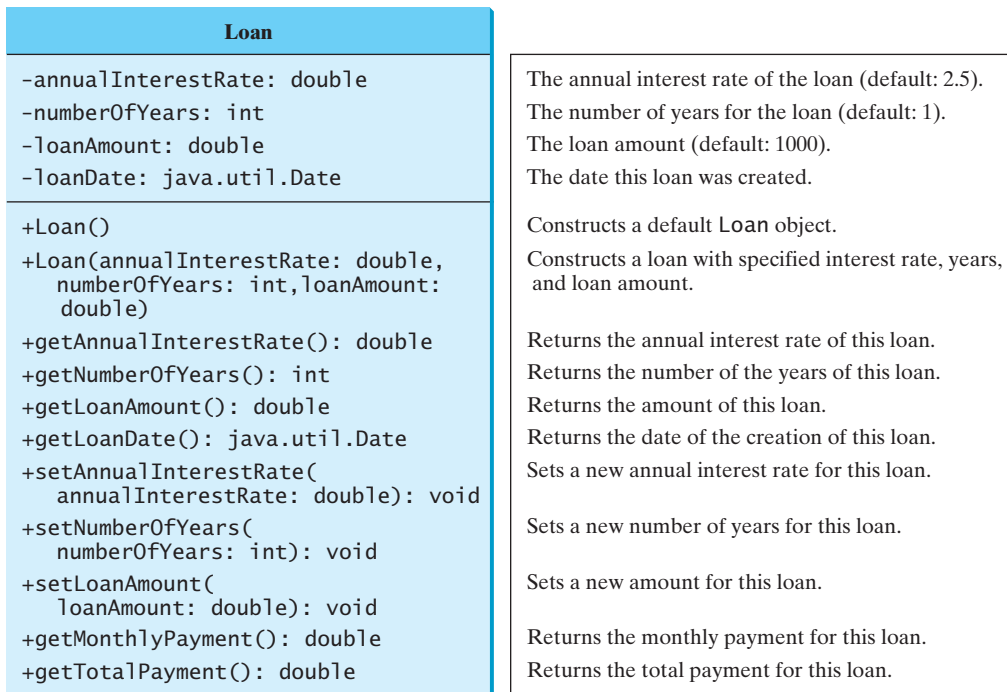 Loan
-annualInterestRate: double
The annual interest rate of the loan (default: 2.5).
-numberOfYears: int
The number of years for the loan (default: 1).
-loanAmount: double
The loan amount (default: 1000).
-loanDate: java.util.Date
The date this loan was created.
+Loan()
Constructs a default Loan object.
+Loan(annualInterestRate: double,
numberOfYears: int,loanAmount:
double)
Constructs a loan with specified interest rate, years,
and loan amount.
+getAnnualInterestRate(): double
Returns the annual interest rate of this loan.
+getNumberOfYears(): int
Returns the number of the years of this loan.
+getLoanAmount(): double
Returns the amount of this loan.
+getLoanDate(): java.util.Date
Returns the date of the creation of this loan.
+setAnnualInterestRate(
annualInterestRate: double): void
Sets a new annual interest rate for this loan.
+setNumberOfYears(
numberOfYears: int): void
Sets a new number of years for this loan.
+setLoanAmount(
loanAmount: double): void
Sets a new amount for this loan.
+getMonthlyPayment(): double
Returns the monthly payment for this loan.
+getTotalPayment(): double
Returns the total payment for this loan.